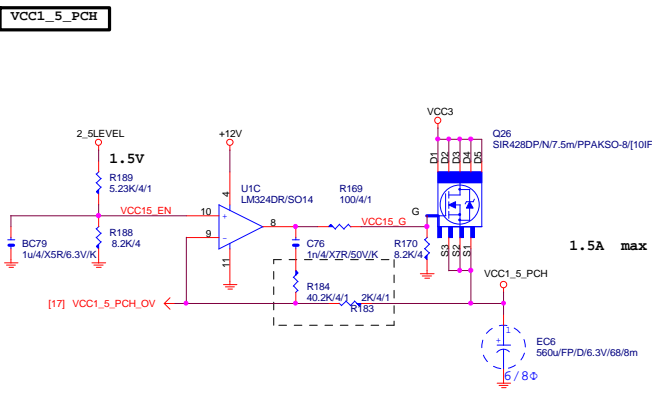 VCC1_5_PCH
VCC3
Q26
SIR428DP/N/7.5m/PPAKSO-8/[10IF
2_5LEVEL
+12V
D1
D2
D3
D4
D5
1.5V
R189
5.23K/4/1
4
U1C
LM324DR/SO14
R169
100/4/1
VCC15_EN
10
+
8
VCC15_G
G
9
-
BC79
1u/4/X5R/6.3V/K
R188
8.2K/4
11
C76
1n/4/X7R/50V/K
R170
8.2K/4
S3
S2
S1
1.5A max
VCC1_5_PCH
R184
40.2K/4/1
2K/4/1
R183
[17] VCC1_5_PCH_OV
1
+
EC6
560u/FP/D/6.3V/68/8m
6/8Φ